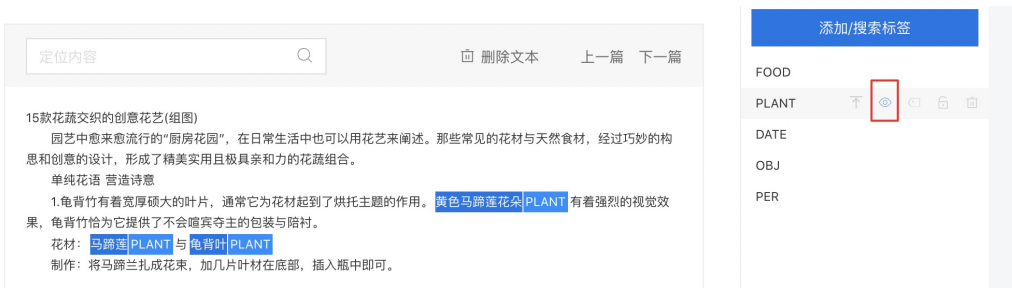 定位内容
删除文本 上一篇 下一篇
15款花蔬交织的创意花艺(组图)
园艺中愈来愈流行的“厨房花园”，在日常生活中也可以用花艺来阐述。那些常见的花材与天然食材，经过巧妙的构
思和创意的设计，形成了精美实用且极具亲和力的花蔬组合。
单纯花语 营造诗意
1.龟背竹有着宽厚硕大的叶片，通常它为花材起到了烘托主题的作用。黄色马蹄莲花朵 PLANT 有着强烈的视觉效
果，龟背竹恰为它提供了不会喧宾夺主的包装与陪衬。
花材：马蹄莲 PLANT 与 龟背叶 PLANT
制作：将马蹄兰扎成花束，加几片叶材在底部，插入瓶中即可。
添加/搜索标签
FOOD
PLANT
DATE
OBJ
PER